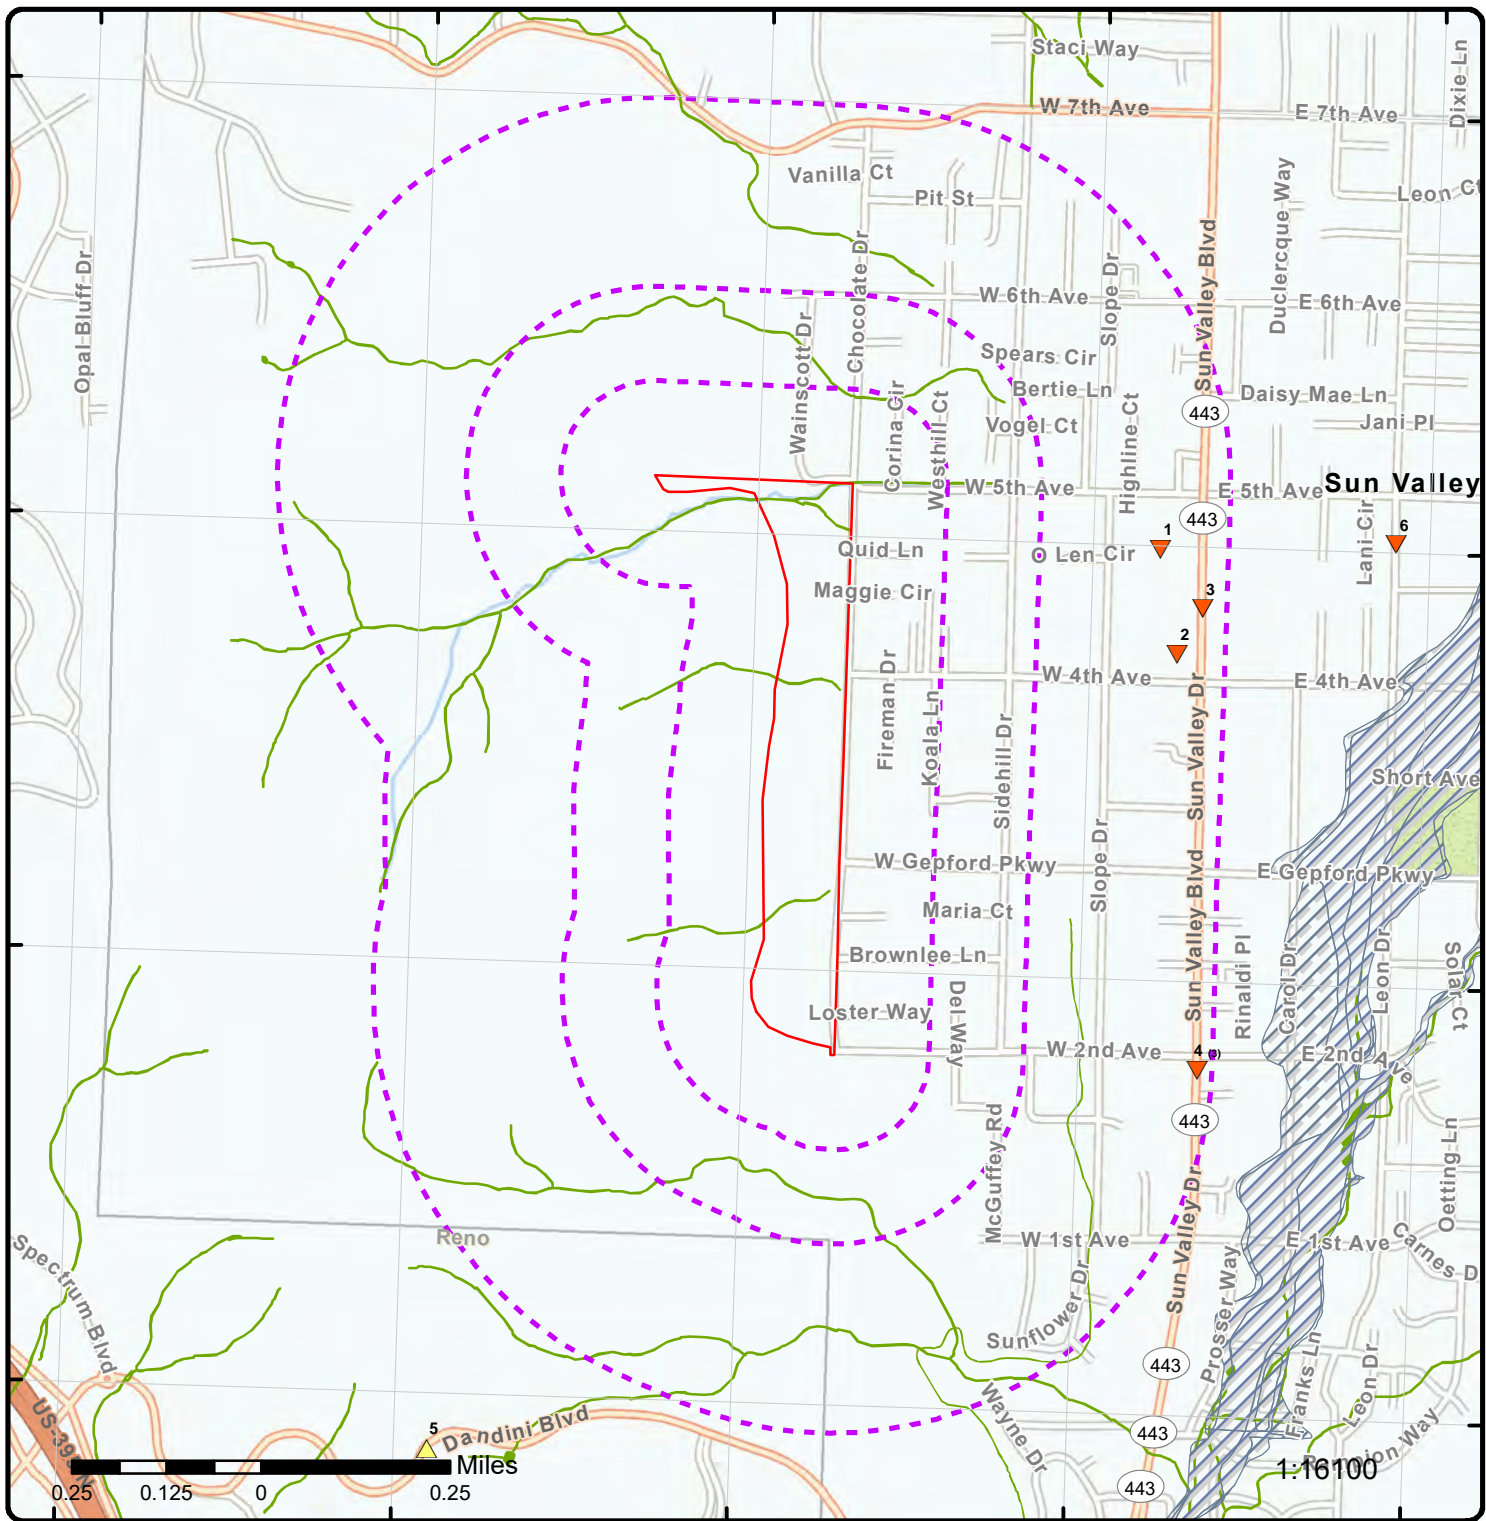 Staci Way
Dixie Ln
W 7th Ave
E 7th Ave
Vanilla Ct
Pit St
Leon Ct
Duclercque Way
Sun Valley Blvd
Opal Bluff Dr
Chocolate Dr
Slope Dr
W 6th Ave
E 6th Ave
Wainscott Dr
Spears Cir
Bertie Ln
Daisy Mae Ln
Corina Cir
Westhill Ct
Vogel Ct
Highline Ct
443
Jani Pl
W 5th Ave
E 5th Ave
Sun Valley
443
Lani Cir
1
6
Quid Ln
Len Cir
Maggie Cir
3
2
Fireman Dr
W 4th Ave
E 4th Ave
Koala Ln
Sidehill Dr
Sun Valley Dr
Short Ave
Slope Dr
W Gepford Pkwy
E Gepford Pkwy
Sun Valley Blvd
Maria Ct
Brownlee Ln
Rinaldi Pl
Carol Dr
Leon Dr
Solar Ct
Loster Way
Del Way
W 2nd Ave
4 (3)
E 2nd Ave
443
McGuffey Rd
Oetting Ln
Sun Valley Dr
Reno
W 1st Ave
E 1st Ave
Carnes D
Spectrum Blvd
Prosser Way
Sunflower Dr
443
Franks Ln
Leon Dr
Wayne Dr
US-395 N
5
Dandini Blvd
443
Rampion Way
Miles
1:16100
443
0.25
0.125
0
0.25